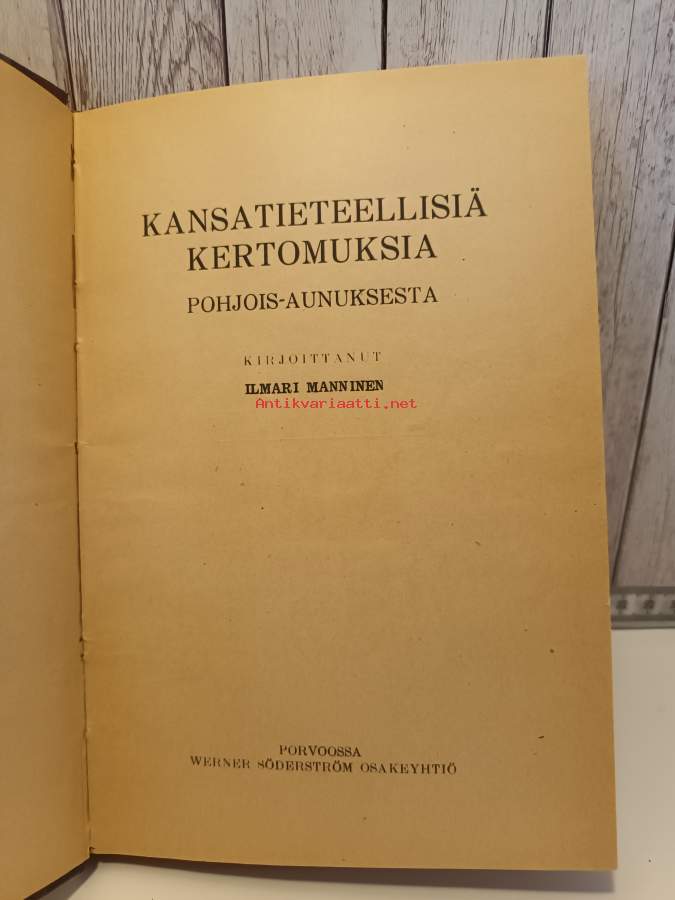 KANSATIETEELLISIÄ
KERTOMUKSIA
POHJOIS-AUNUKSESTA
KIRJOITTANUT
ILMARI MANNINEN
Antikvariaatti.net
PORVOOSSA
WERNER SÖDERSTRÖM OSAKEYHTIÖ